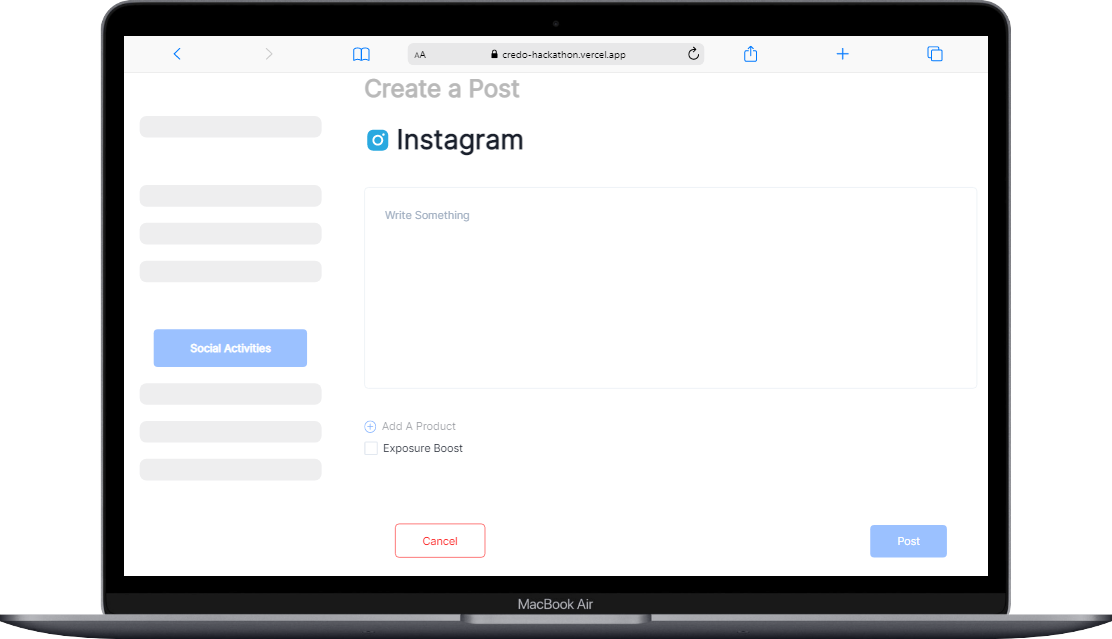 AA credo-hackathon.vercel.app
Create a Post
Instagram
Write Something
Social Activities
Add A Product
Exposure Boost
Cancel
Post
MacBook Air